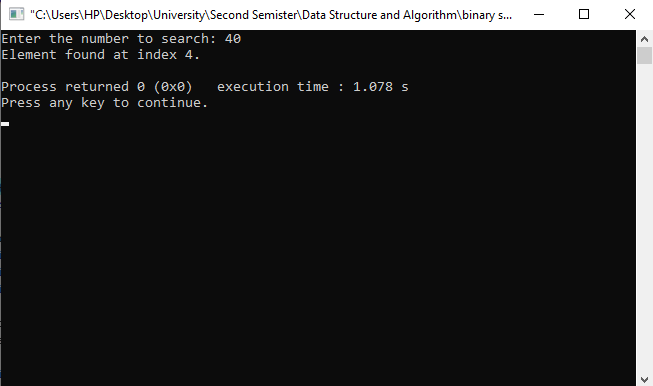 "C:\Users\HP\Desktop\University\Second Semister\Data Structure and Algorithm\binary s...
Enter the number to search: 40
Element found at index 4.
Process returned 0 (0x0)   execution time : 1.078 s
Press any key to continue.